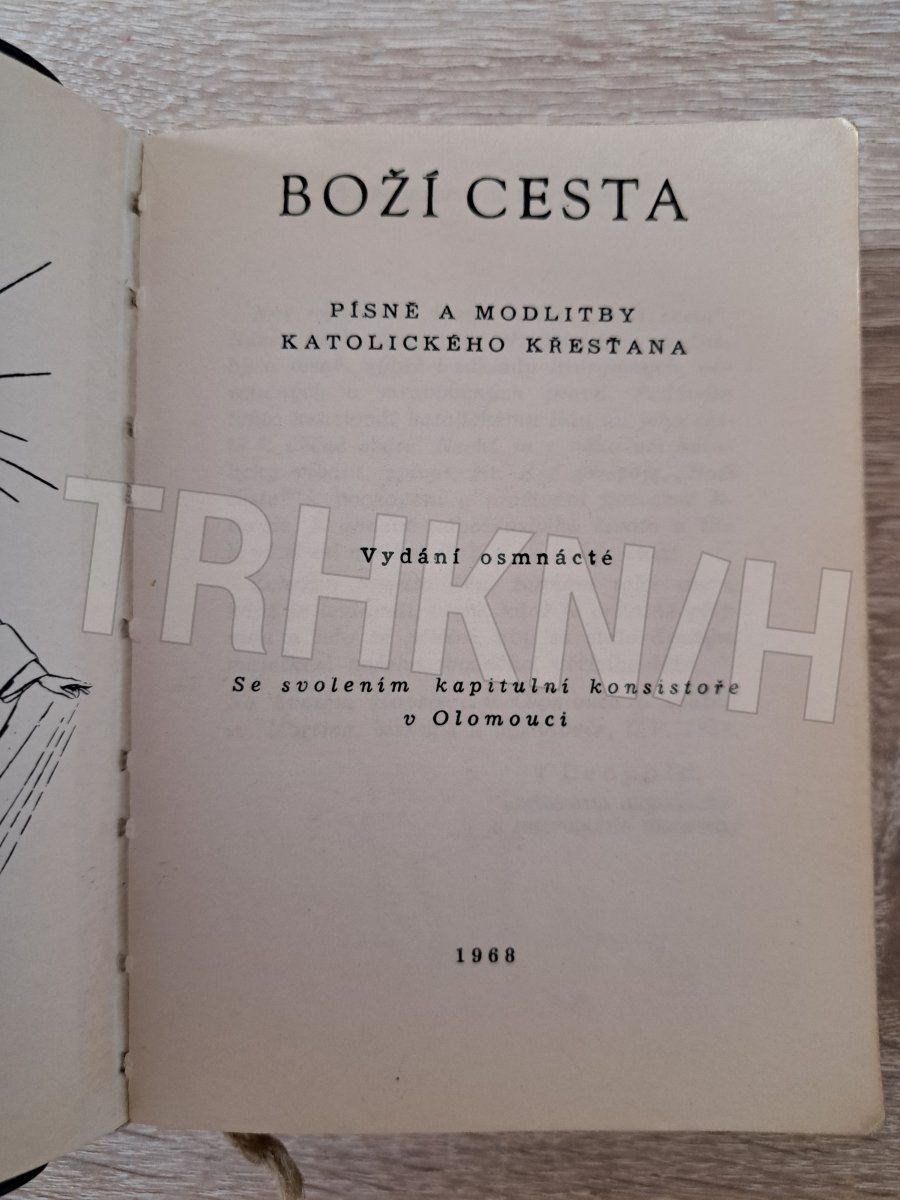 BOŽÍ CESTA
PÍSNĚ A MODLITBY
KATOLICKÉHO KŘESŤANA
Vydání osmnácté
TRHKNIH
Se svolením kapitulní konsistoře
v Olomouci
1968